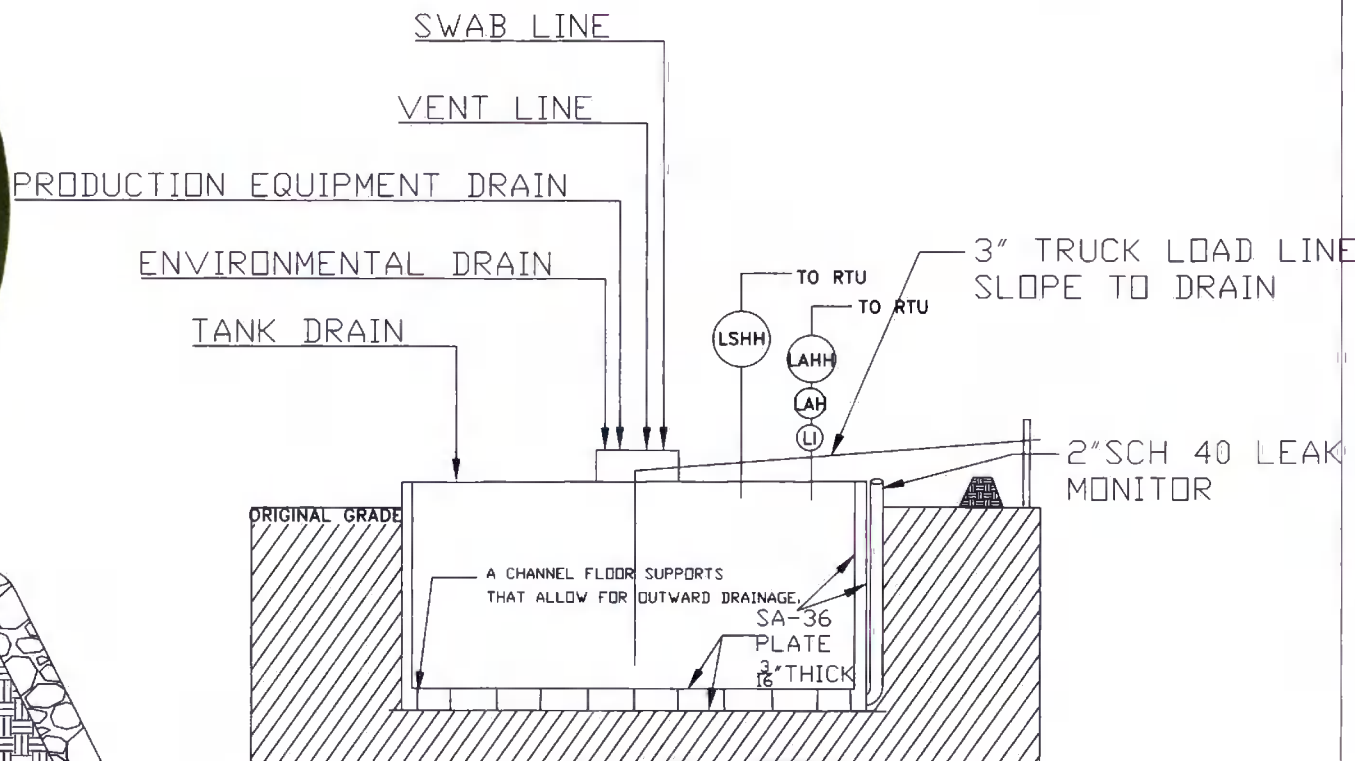 SWAB LINE
VENT LINE
PRODUCTION EQUIPMENT DRAIN
ENVIRONMENTAL DRAIN
TANK DRAIN
TO RTU
TO RTU
LSHH
LAHH
LAH
LI
3" TRUCK LOAD LINE
SLOPE TO DRAIN
2"SCH 40 LEAK
MONITOR
ORIGINAL GRADE
A CHANNEL FLOOR SUPPORTS
THAT ALLOW FOR OUTWARD DRAINAGE.
SA-36
PLATE
3/16" THICK